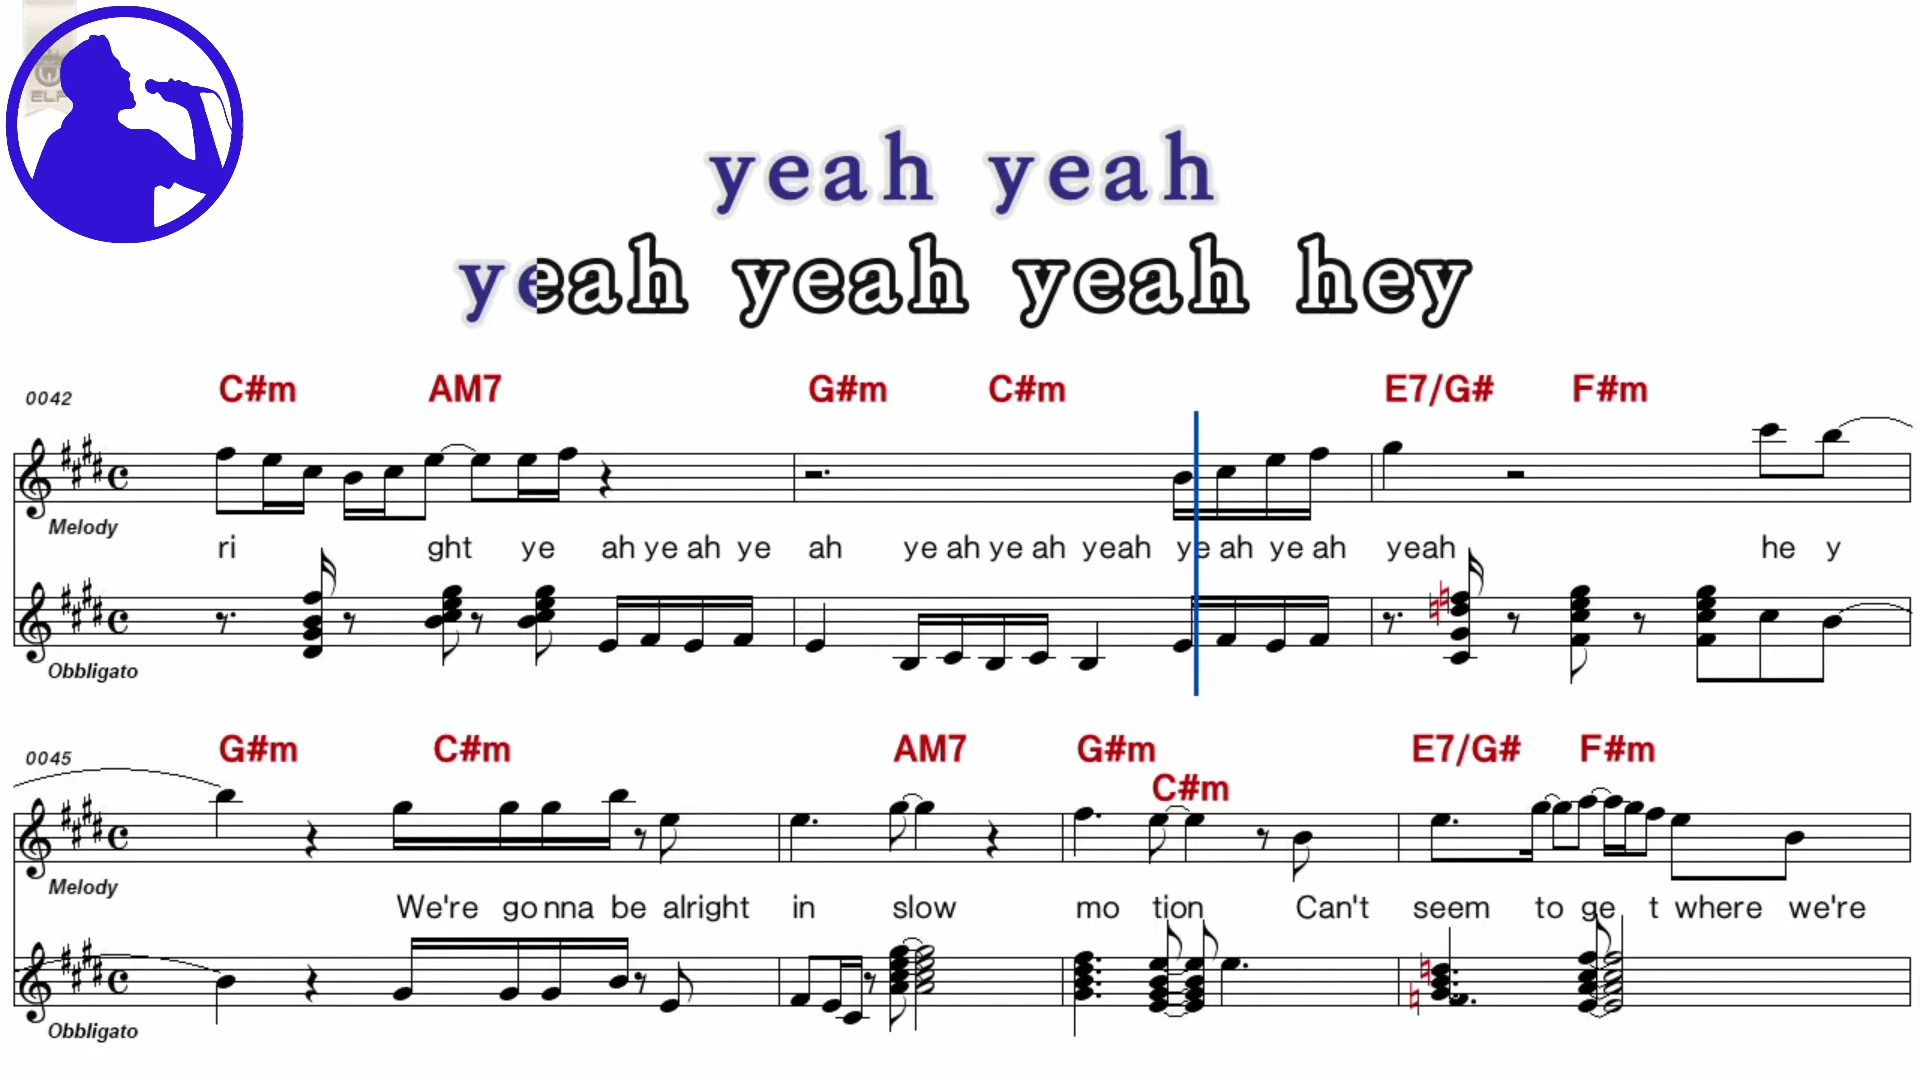 ELF
yeah yeah
yeah yeah yeah hey
0042 C#m AM7 G#m C#m E7/G# F#m
Melody
ri ght ye ah ye ah ye ah ye ah ye ah yeah ye ah ye ah yeah he y
Obbligato
0045 G#m C#m AM7 G#m C#m E7/G# F#m
Melody
We're go nna be alright in slow mo tion Can't seem to ge t where we're
Obbligato